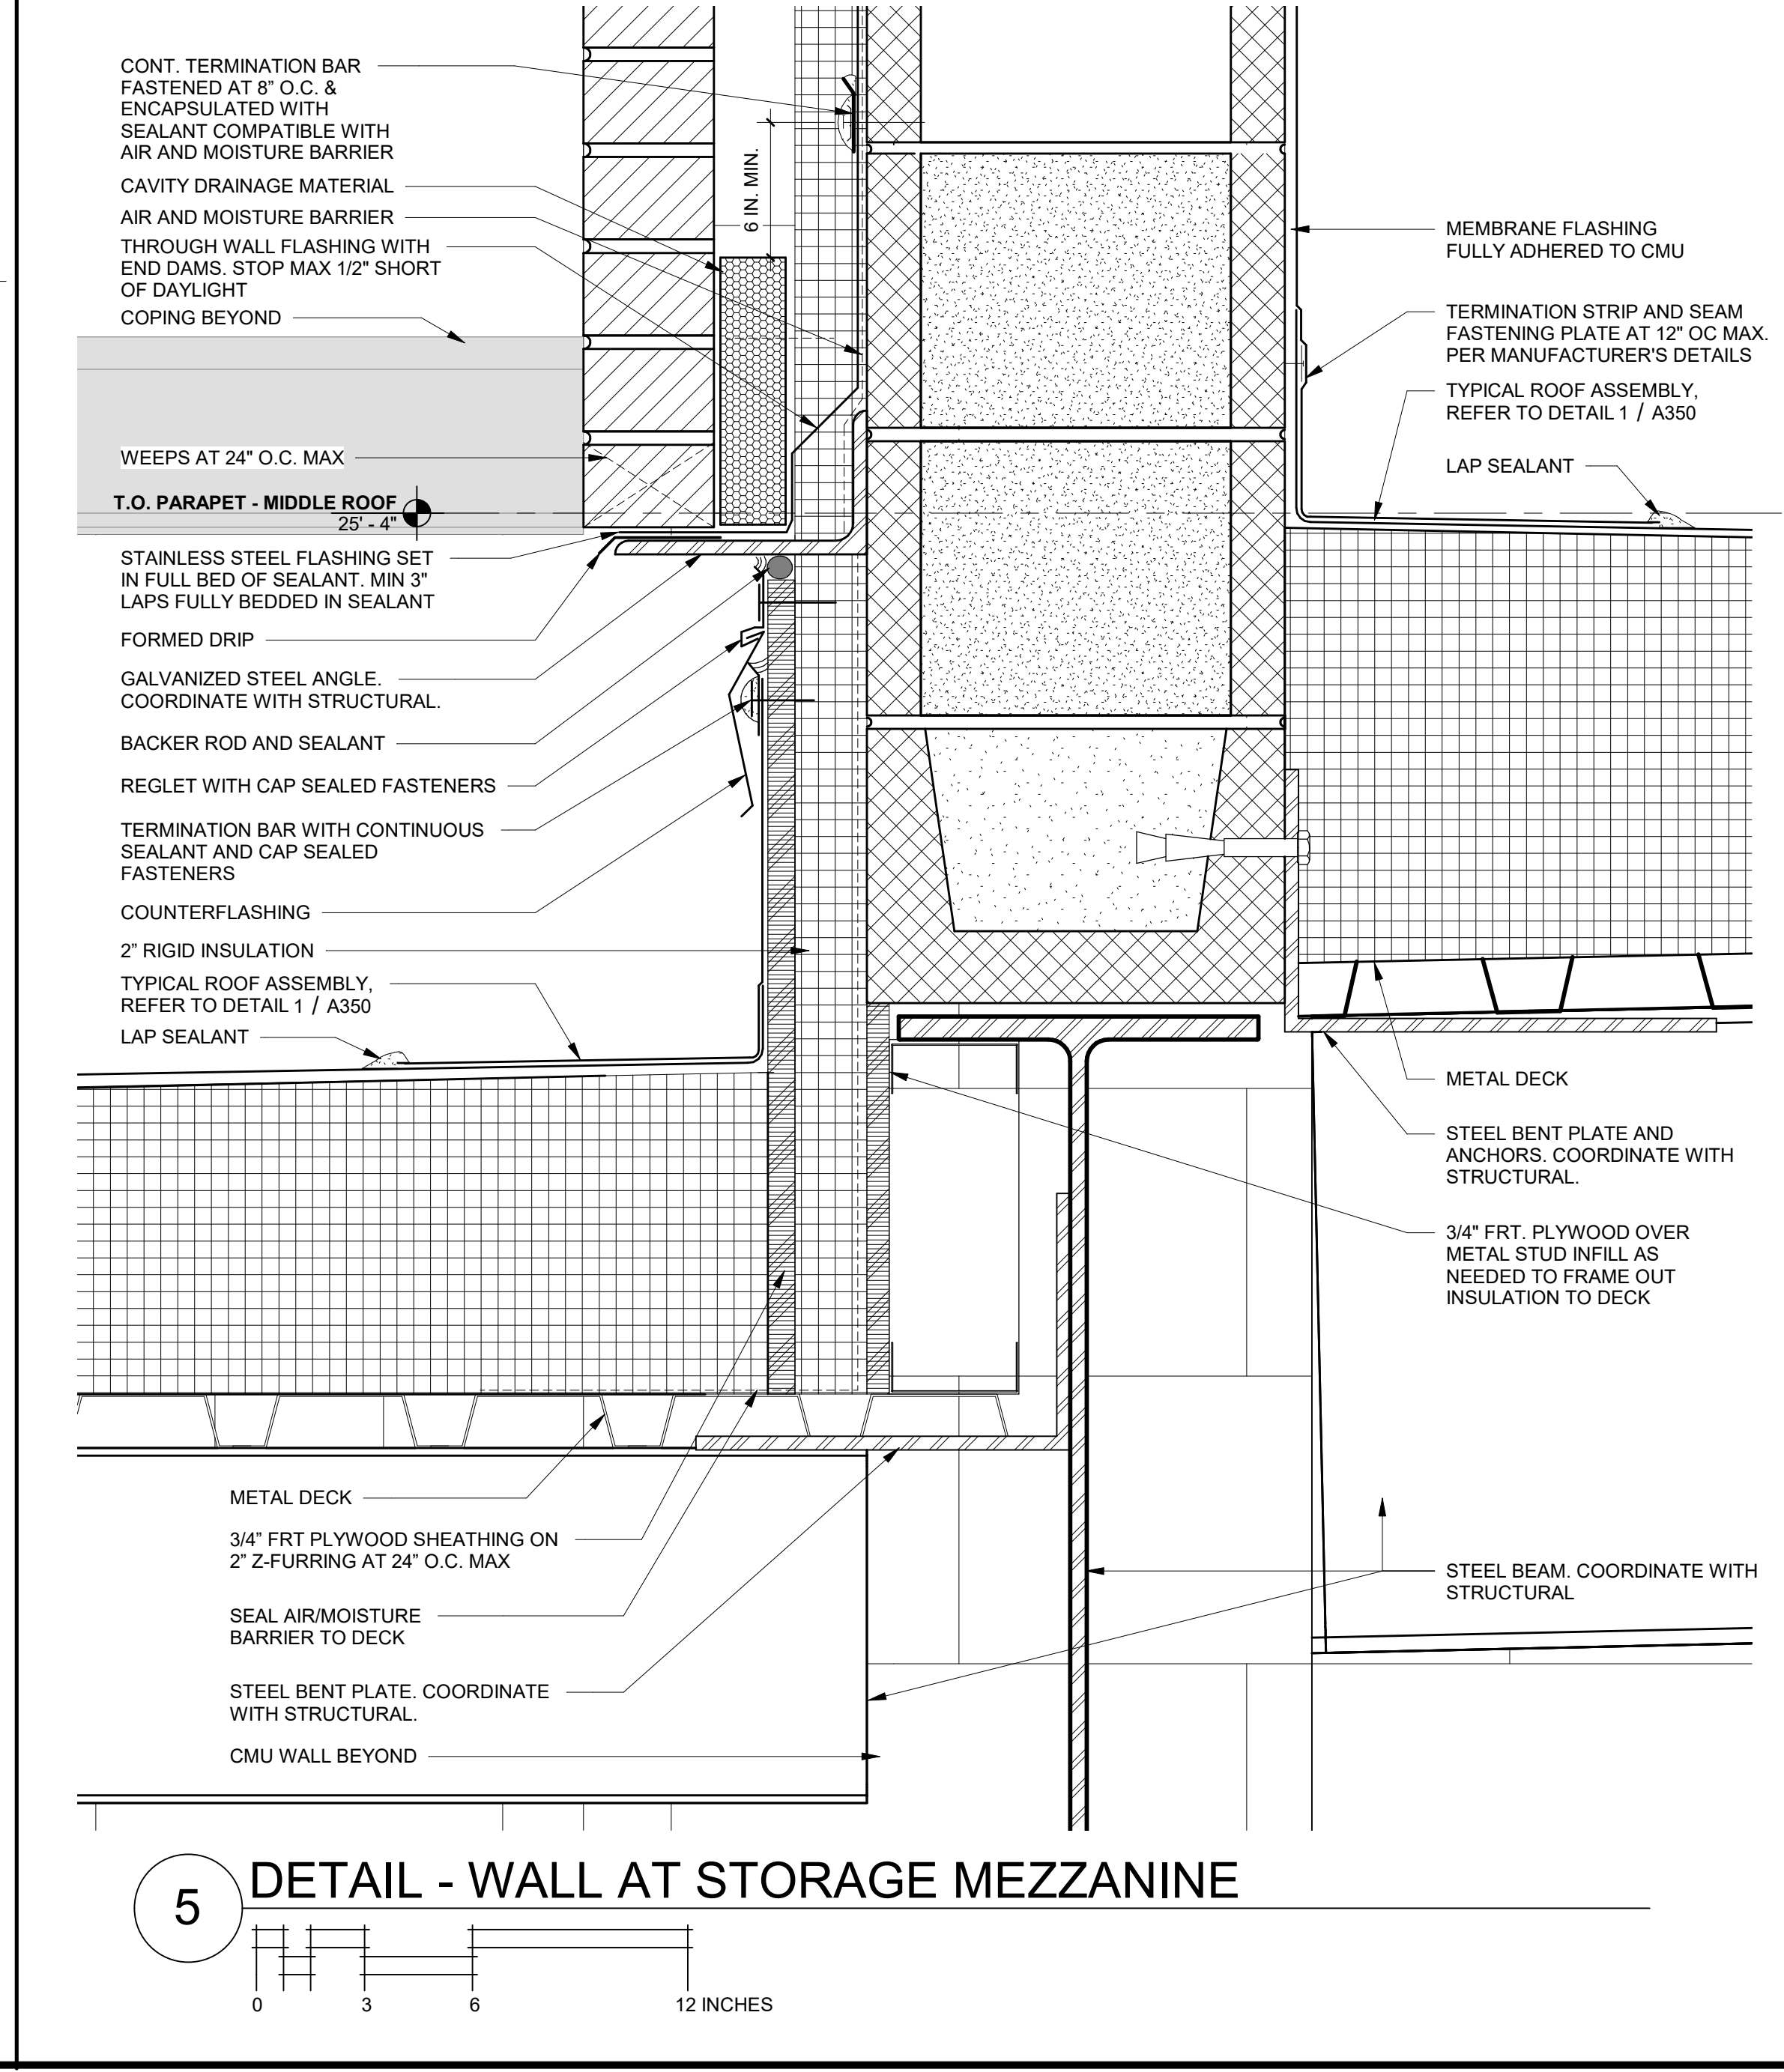 CONT. TERMINATION BAR
FASTENED AT 8" O.C. &
ENCAPSULATED WITH
SEALANT COMPATIBLE WITH
AIR AND MOISTURE BARRIER
CAVITY DRAINAGE MATERIAL
AIR AND MOISTURE BARRIER
THROUGH WALL FLASHING WITH
END DAMS. STOP MAX 1/2" SHORT
OF DAYLIGHT
COPING BEYOND
WEEPS AT 24" O.C. MAX
T.O. PARAPET - MIDDLE ROOF
25' - 4"
STAINLESS STEEL FLASHING SET
IN FULL BED OF SEALANT. MIN 3"
LAPS FULLY BEDDED IN SEALANT
FORMED DRIP
GALVANIZED STEEL ANGLE.
COORDINATE WITH STRUCTURAL.
BACKER ROD AND SEALANT
REGLET WITH CAP SEALED FASTENERS
TERMINATION BAR WITH CONTINUOUS
SEALANT AND CAP SEALED
FASTENERS
COUNTERFLASHING
2" RIGID INSULATION
TYPICAL ROOF ASSEMBLY,
REFER TO DETAIL 1 / A350
LAP SEALANT
6 IN. MIN.
MEMBRANE FLASHING
FULLY ADHERED TO CMU
TERMINATION STRIP AND SEAM
FASTENING PLATE AT 12" OC MAX.
PER MANUFACTURER'S DETAILS
TYPICAL ROOF ASSEMBLY,
REFER TO DETAIL 1 / A350
LAP SEALANT
METAL DECK
STEEL BENT PLATE AND
ANCHORS. COORDINATE WITH
STRUCTURAL.
3/4" FRT. PLYWOOD OVER
METAL STUD INFILL AS
NEEDED TO FRAME OUT
INSULATION TO DECK
STEEL BEAM. COORDINATE WITH
STRUCTURAL
METAL DECK
3/4" FRT PLYWOOD SHEATHING ON
2" Z-FURRING AT 24" O.C. MAX
SEAL AIR/MOISTURE
BARRIER TO DECK
STEEL BENT PLATE. COORDINATE
WITH STRUCTURAL.
CMU WALL BEYOND
5
DETAIL - WALL AT STORAGE MEZZANINE
0 3 6 12 INCHES